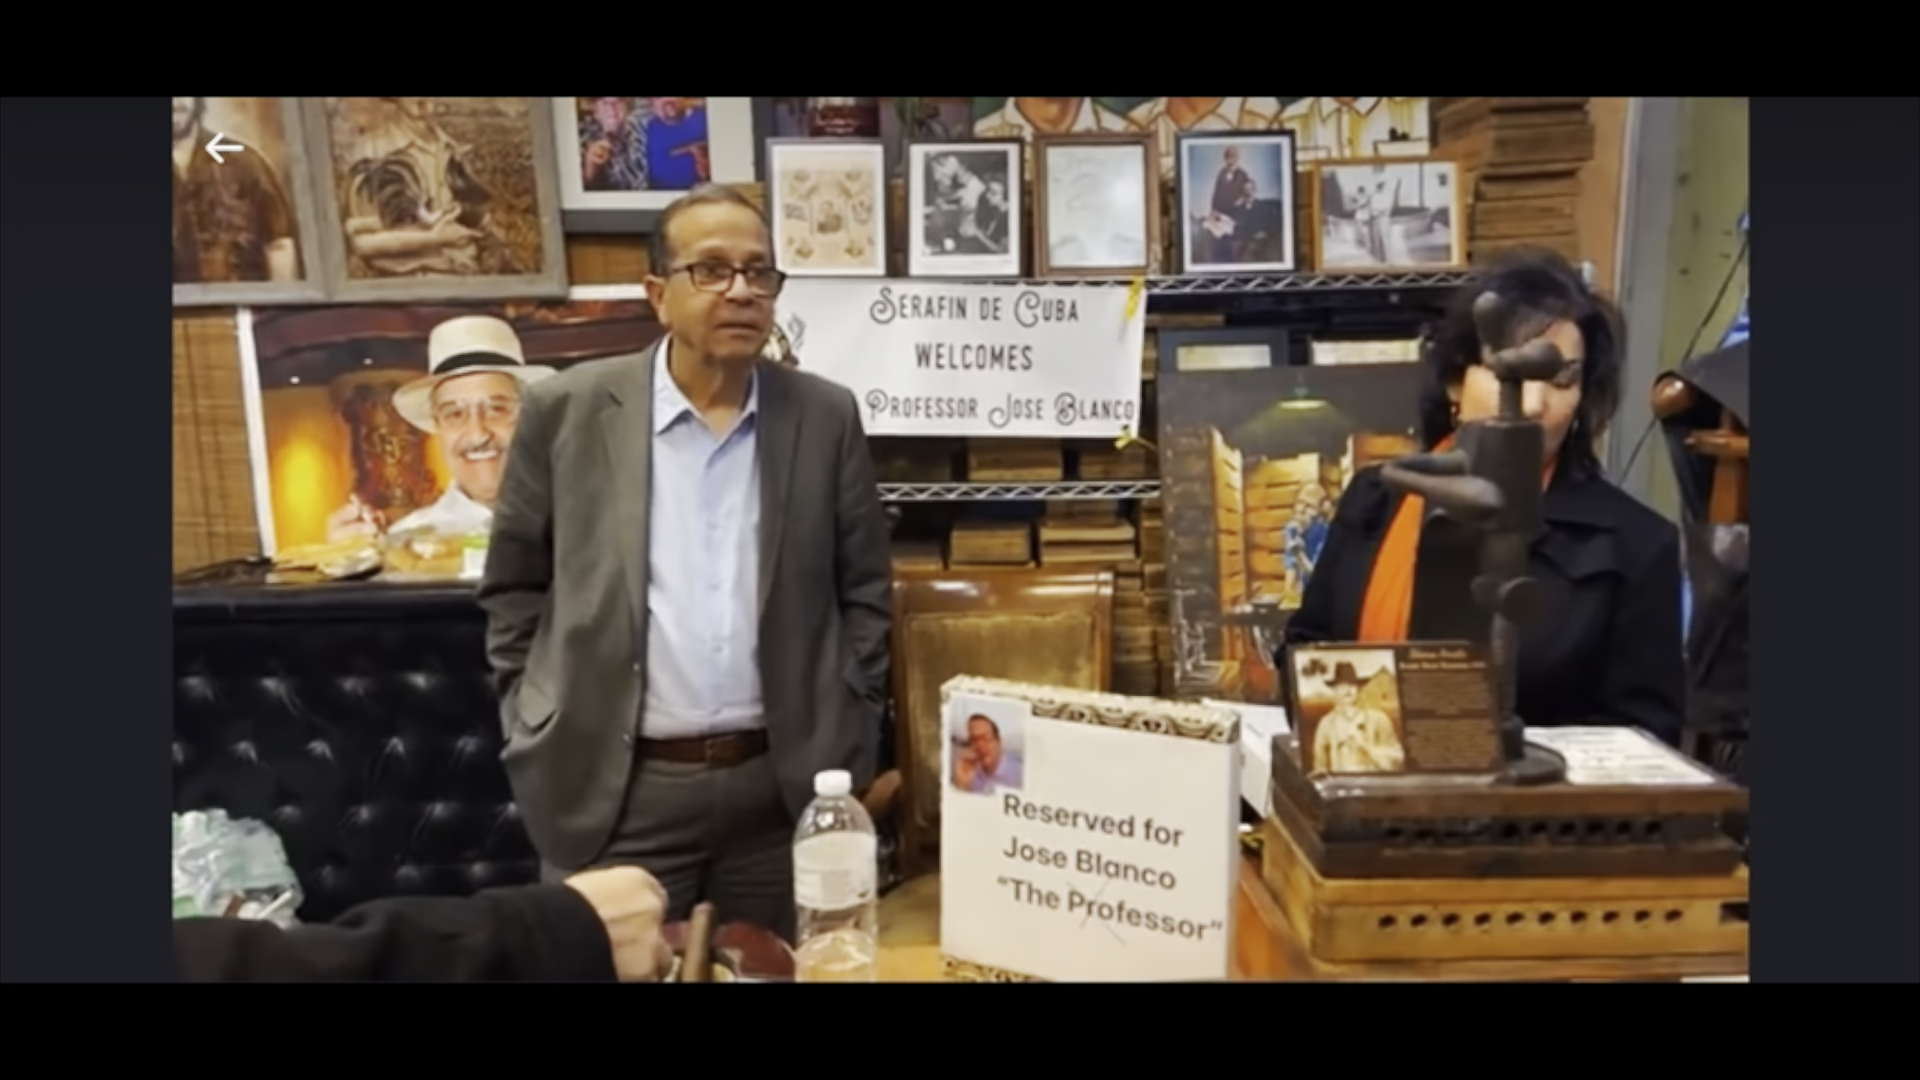 SERAFIN DE CUBA
WELCOMES
PROFESSOR JOSE BLANCO
Reserved for
Jose Blanco
"The Professor"